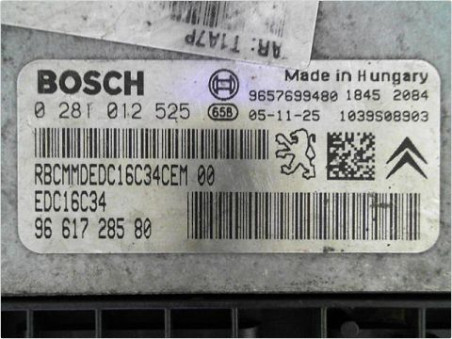 AR: T1A7P
BOSCH
Made in Hungary
9657699480 1845 2084
0 281 012 525 65B 05-11-25 1039S08903
RBCMMDEDC16C34CEM 00
EDC16C34
96 617 285 80